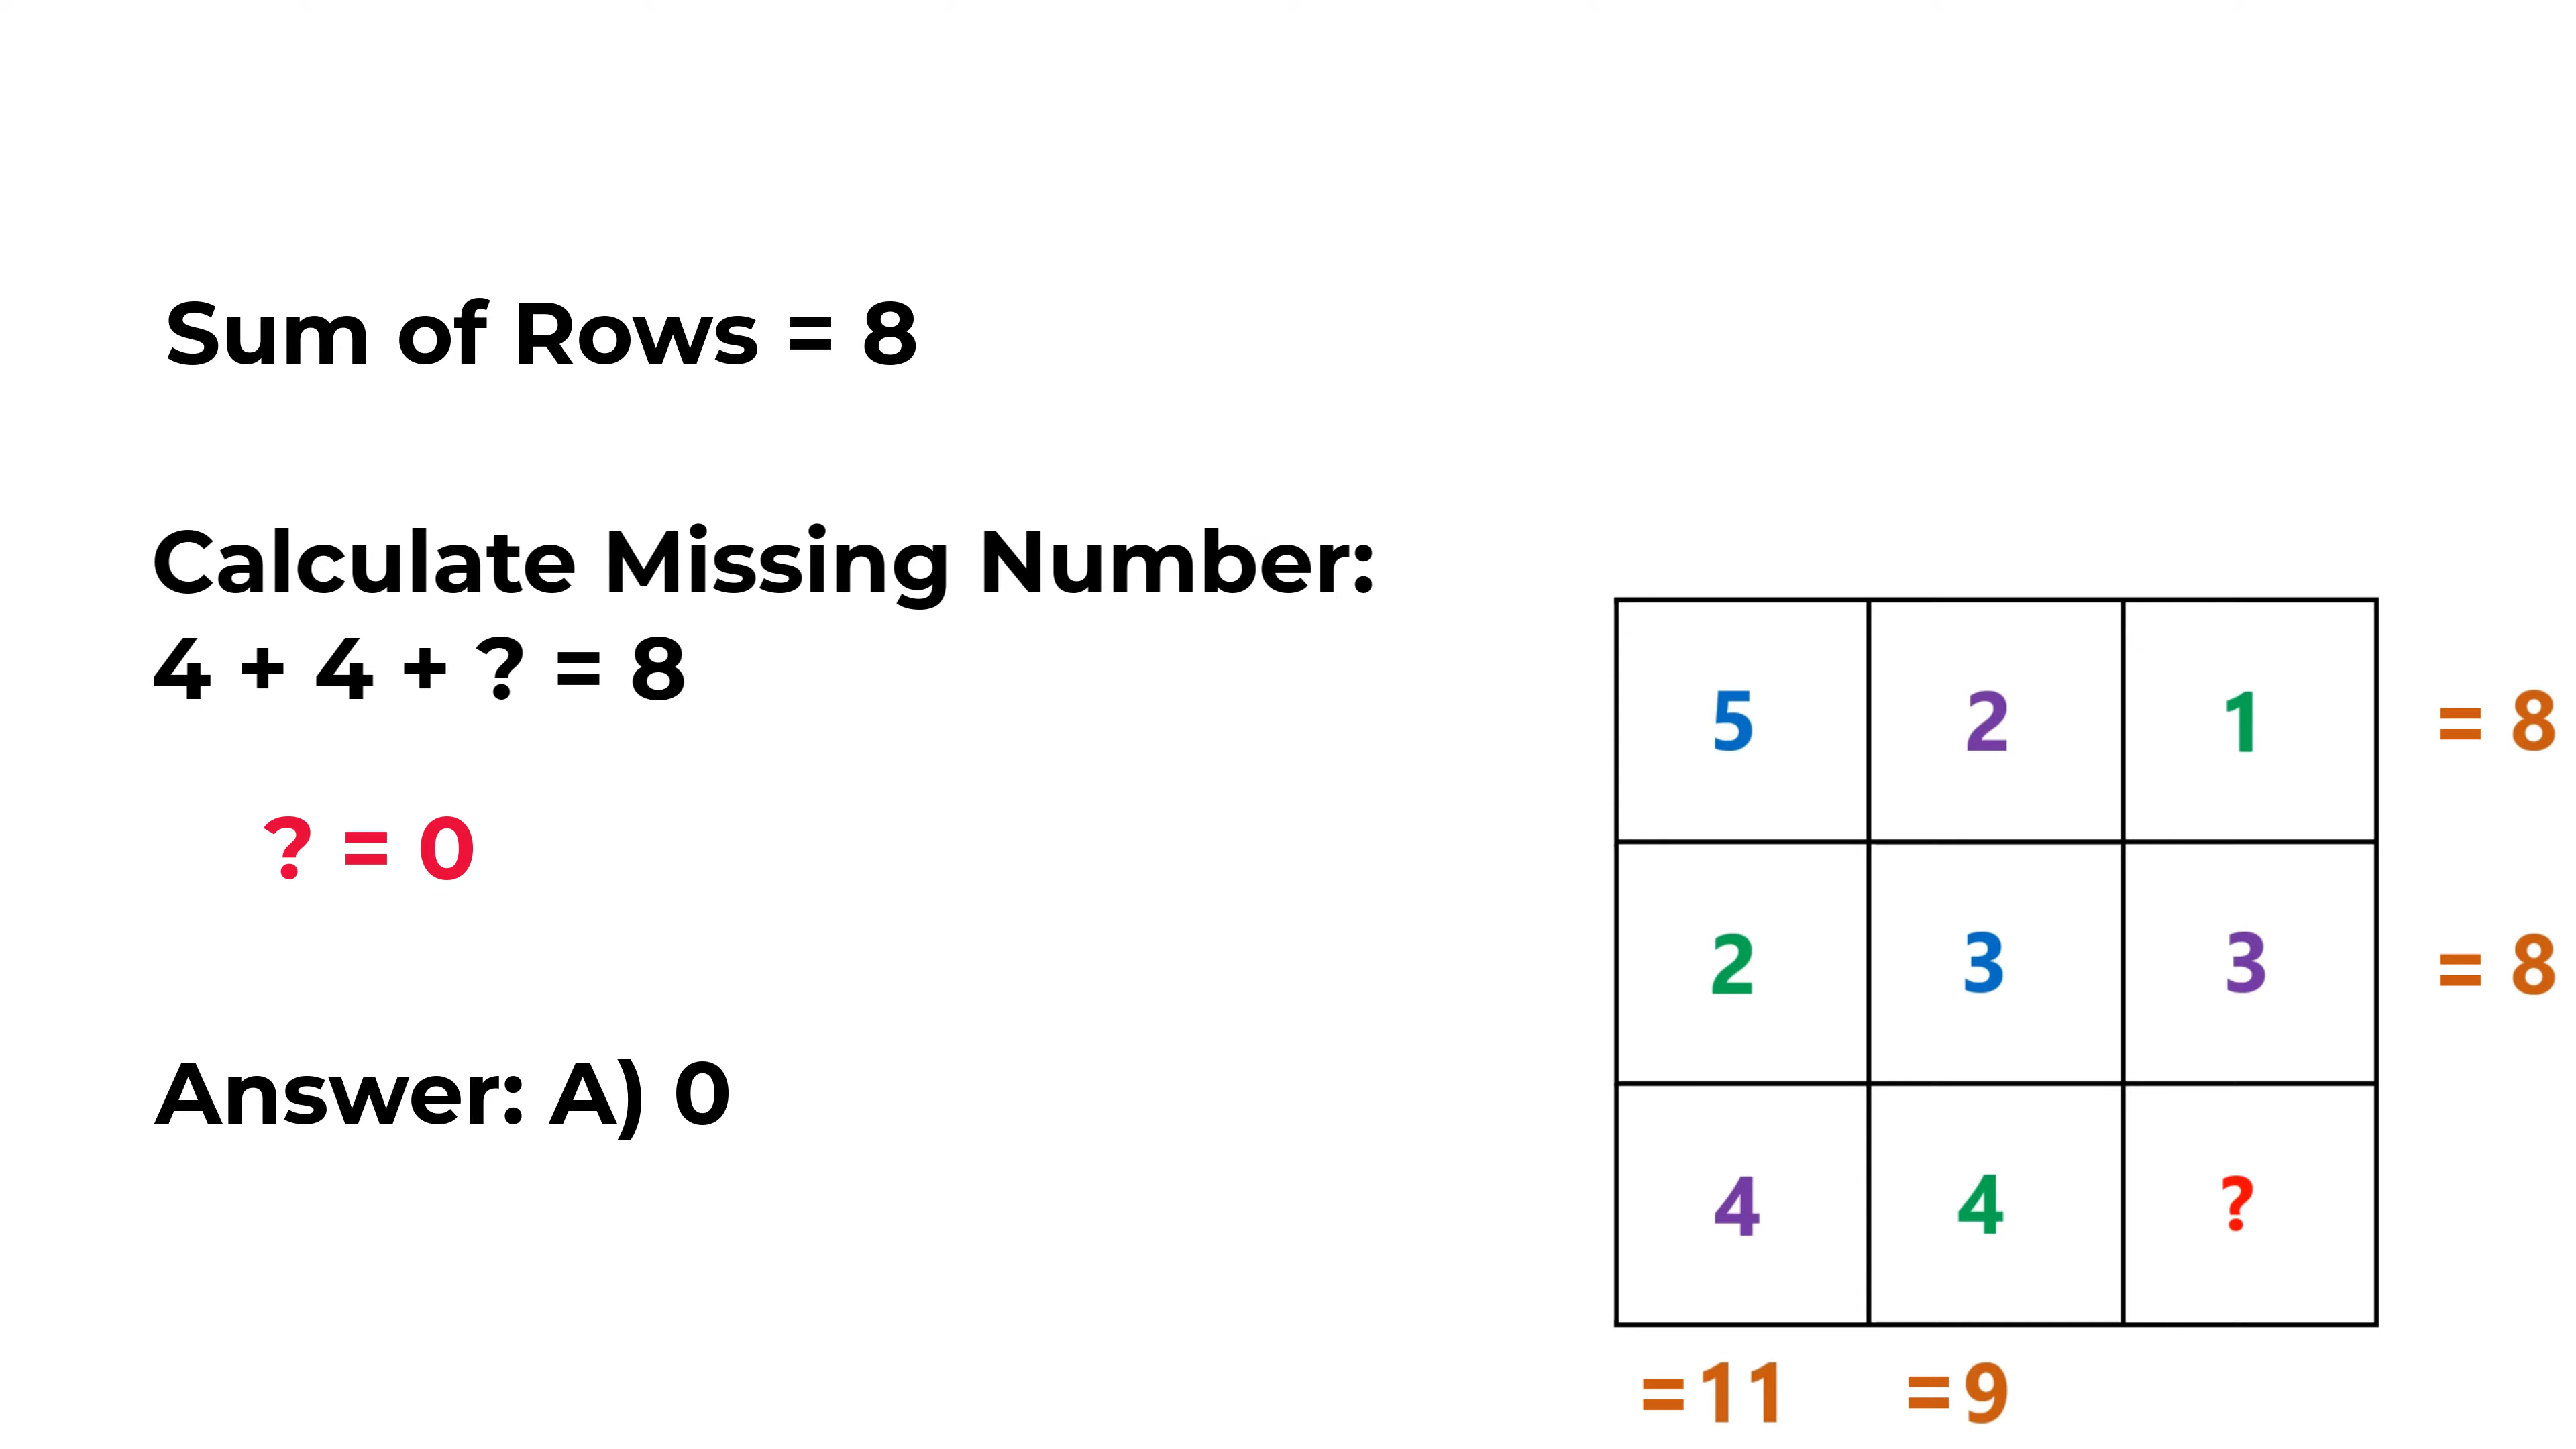 Sum of Rows = 8
Calculate Missing Number:
4 + 4 + ? = 8
? = 0
Answer: A) 0
5 2 1 = 8
2 3 3 = 8
4 4 ?
=11 =9